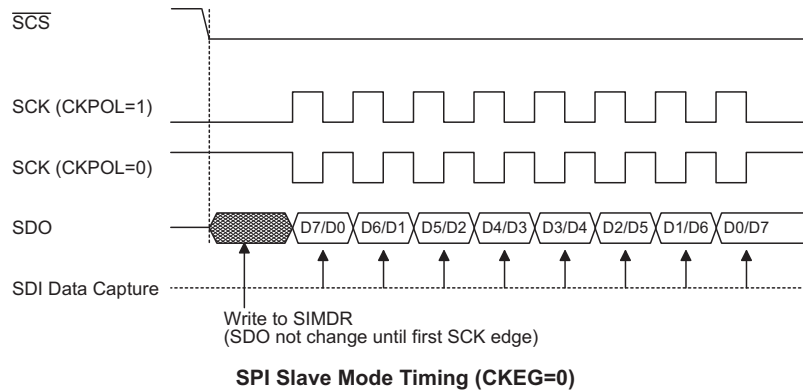 SCS
SCK (CKPOL=1)
SCK (CKPOL=0)
SDO
D7/D0 D6/D1 D5/D2 D4/D3 D3/D4 D2/D5 D1/D6 D0/D7
SDI Data Capture
Write to SIMDR
(SDO not change until first SCK edge)
SPI Slave Mode Timing (CKEG=0)